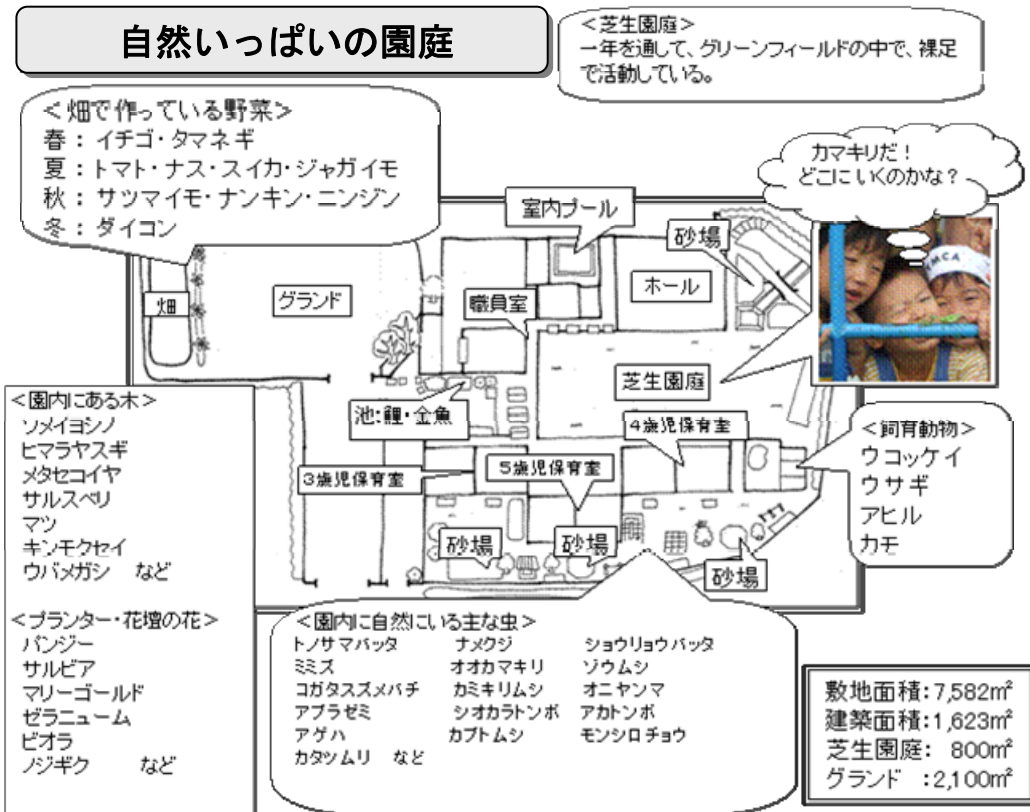 自然いっぱいの園庭
＜芝生園庭＞
一年を通して、グリーンフィールドの中で、裸足
で活動している。
＜畑で作っている野菜＞
春：イチゴ・タマネギ
夏：トマト・ナス・スイカ・ジャガイモ
秋：サツマイモ・ナンキン・ニンジン
冬：ダイコン
カマキリだ！
どこにいくのかな？
室内プール
砂場
MCA
畑
グランド
職員室
ホール
芝生園庭
池：鯉・金魚
4歳児保育室
3歳児保育室
5歳児保育室
砂場
砂場
砂場
＜飼育動物＞
ウコッケイ
ウサギ
アヒル
カモ
＜園内にある木＞
ソメイヨシノ
ヒマラヤスギ
メタセコイヤ
サルスベリ
マツ
キンモクセイ
ウバメガシ　など
＜プランター・花壇の花＞
パンジー
サルビア
マリーゴールド
ゼラニューム
ビオラ
ノジギク　など
＜園内に自然にいる主な虫＞
トノサマバッタ　ナメクジ　ショウリョウバッタ
ミミズ　オオカマキリ　ゾウムシ
コガタスズメバチ　カミキリムシ　オニヤンマ
アブラゼミ　シオカラトンボ　アカトンボ
アゲハ　カブトムシ　モンシロチョウ
カタツムリ　など
敷地面積：7,582㎡
建築面積：1,623㎡
芝生園庭：　800㎡
グランド　：2,100㎡